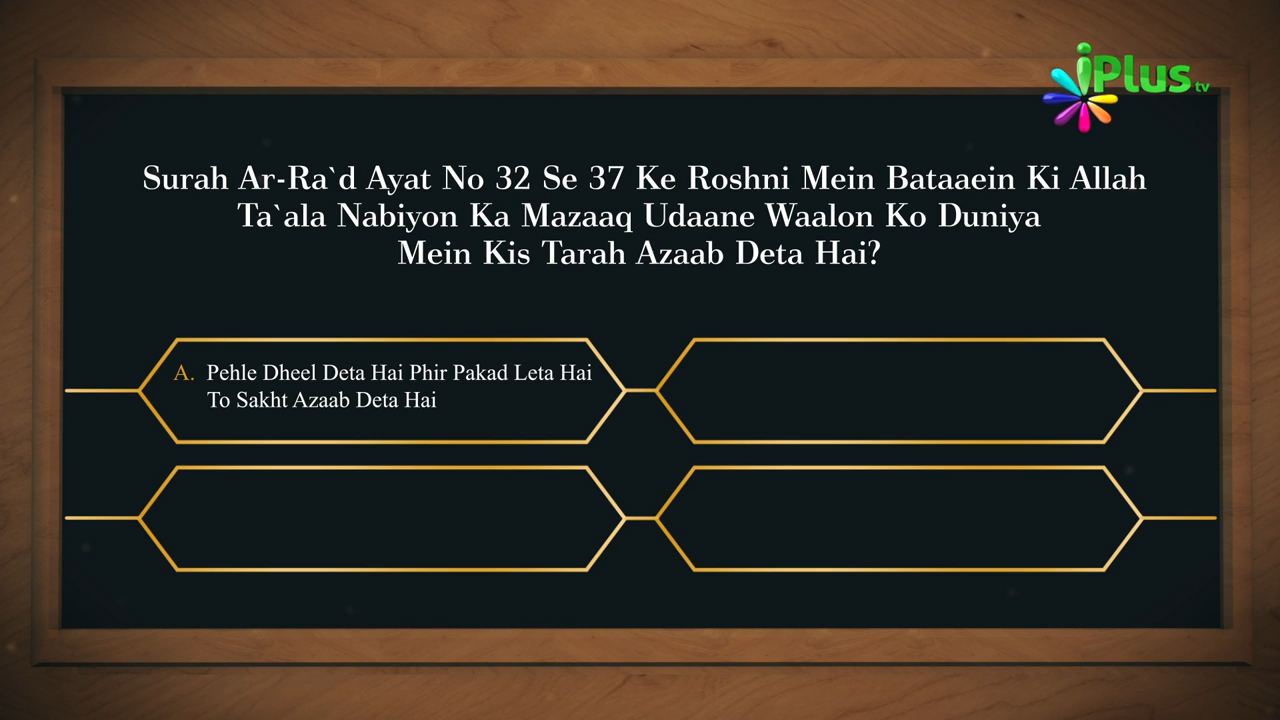 iPlus tv
Surah Ar-Ra`d Ayat No 32 Se 37 Ke Roshni Mein Bataaein Ki Allah
Ta`ala Nabiyon Ka Mazaaq Udaane Waalon Ko Duniya
Mein Kis Tarah Azaab Deta Hai?
A. Pehle Dheel Deta Hai Phir Pakad Leta Hai
To Sakht Azaab Deta Hai